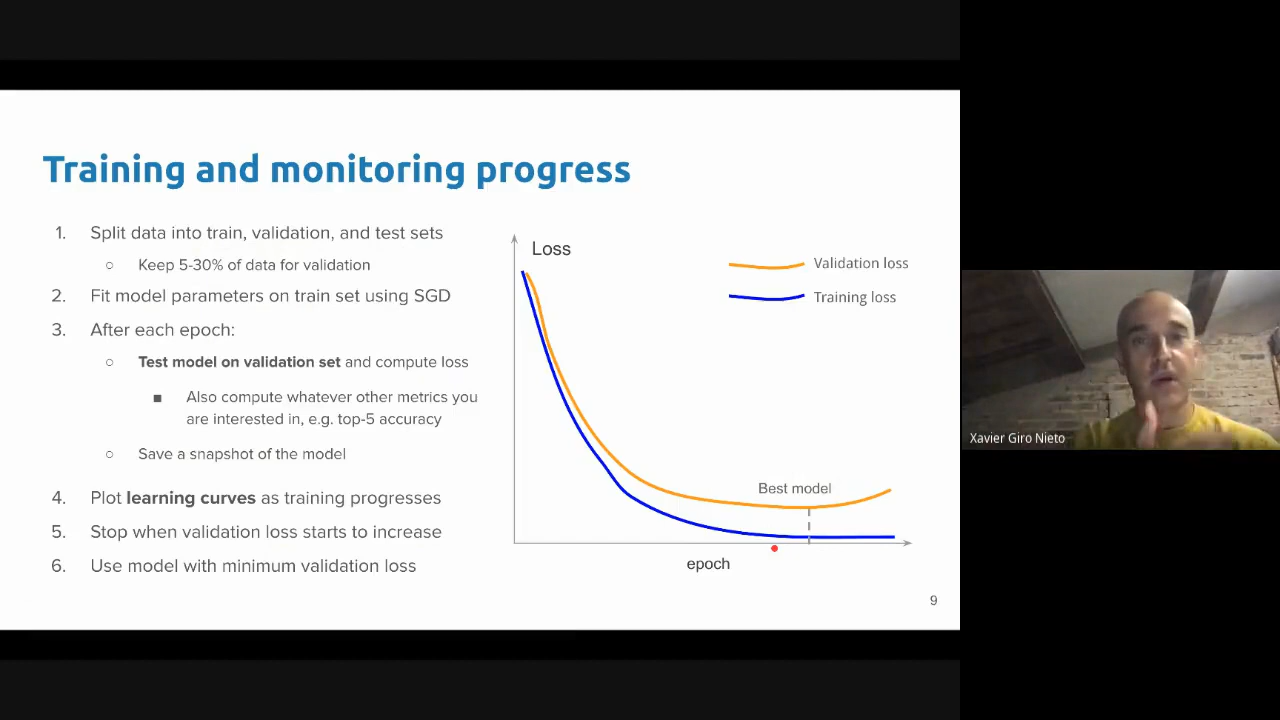 Training and monitoring progress
1. Split data into train, validation, and test sets
○ Keep 5-30% of data for validation
2. Fit model parameters on train set using SGD
3. After each epoch:
○ Test model on validation set and compute loss
■ Also compute whatever other metrics you
are interested in, e.g. top-5 accuracy
○ Save a snapshot of the model
4. Plot learning curves as training progresses
5. Stop when validation loss starts to increase
6. Use model with minimum validation loss
Loss
Validation loss
Training loss
Best model
epoch
9
Xavier Giro Nieto